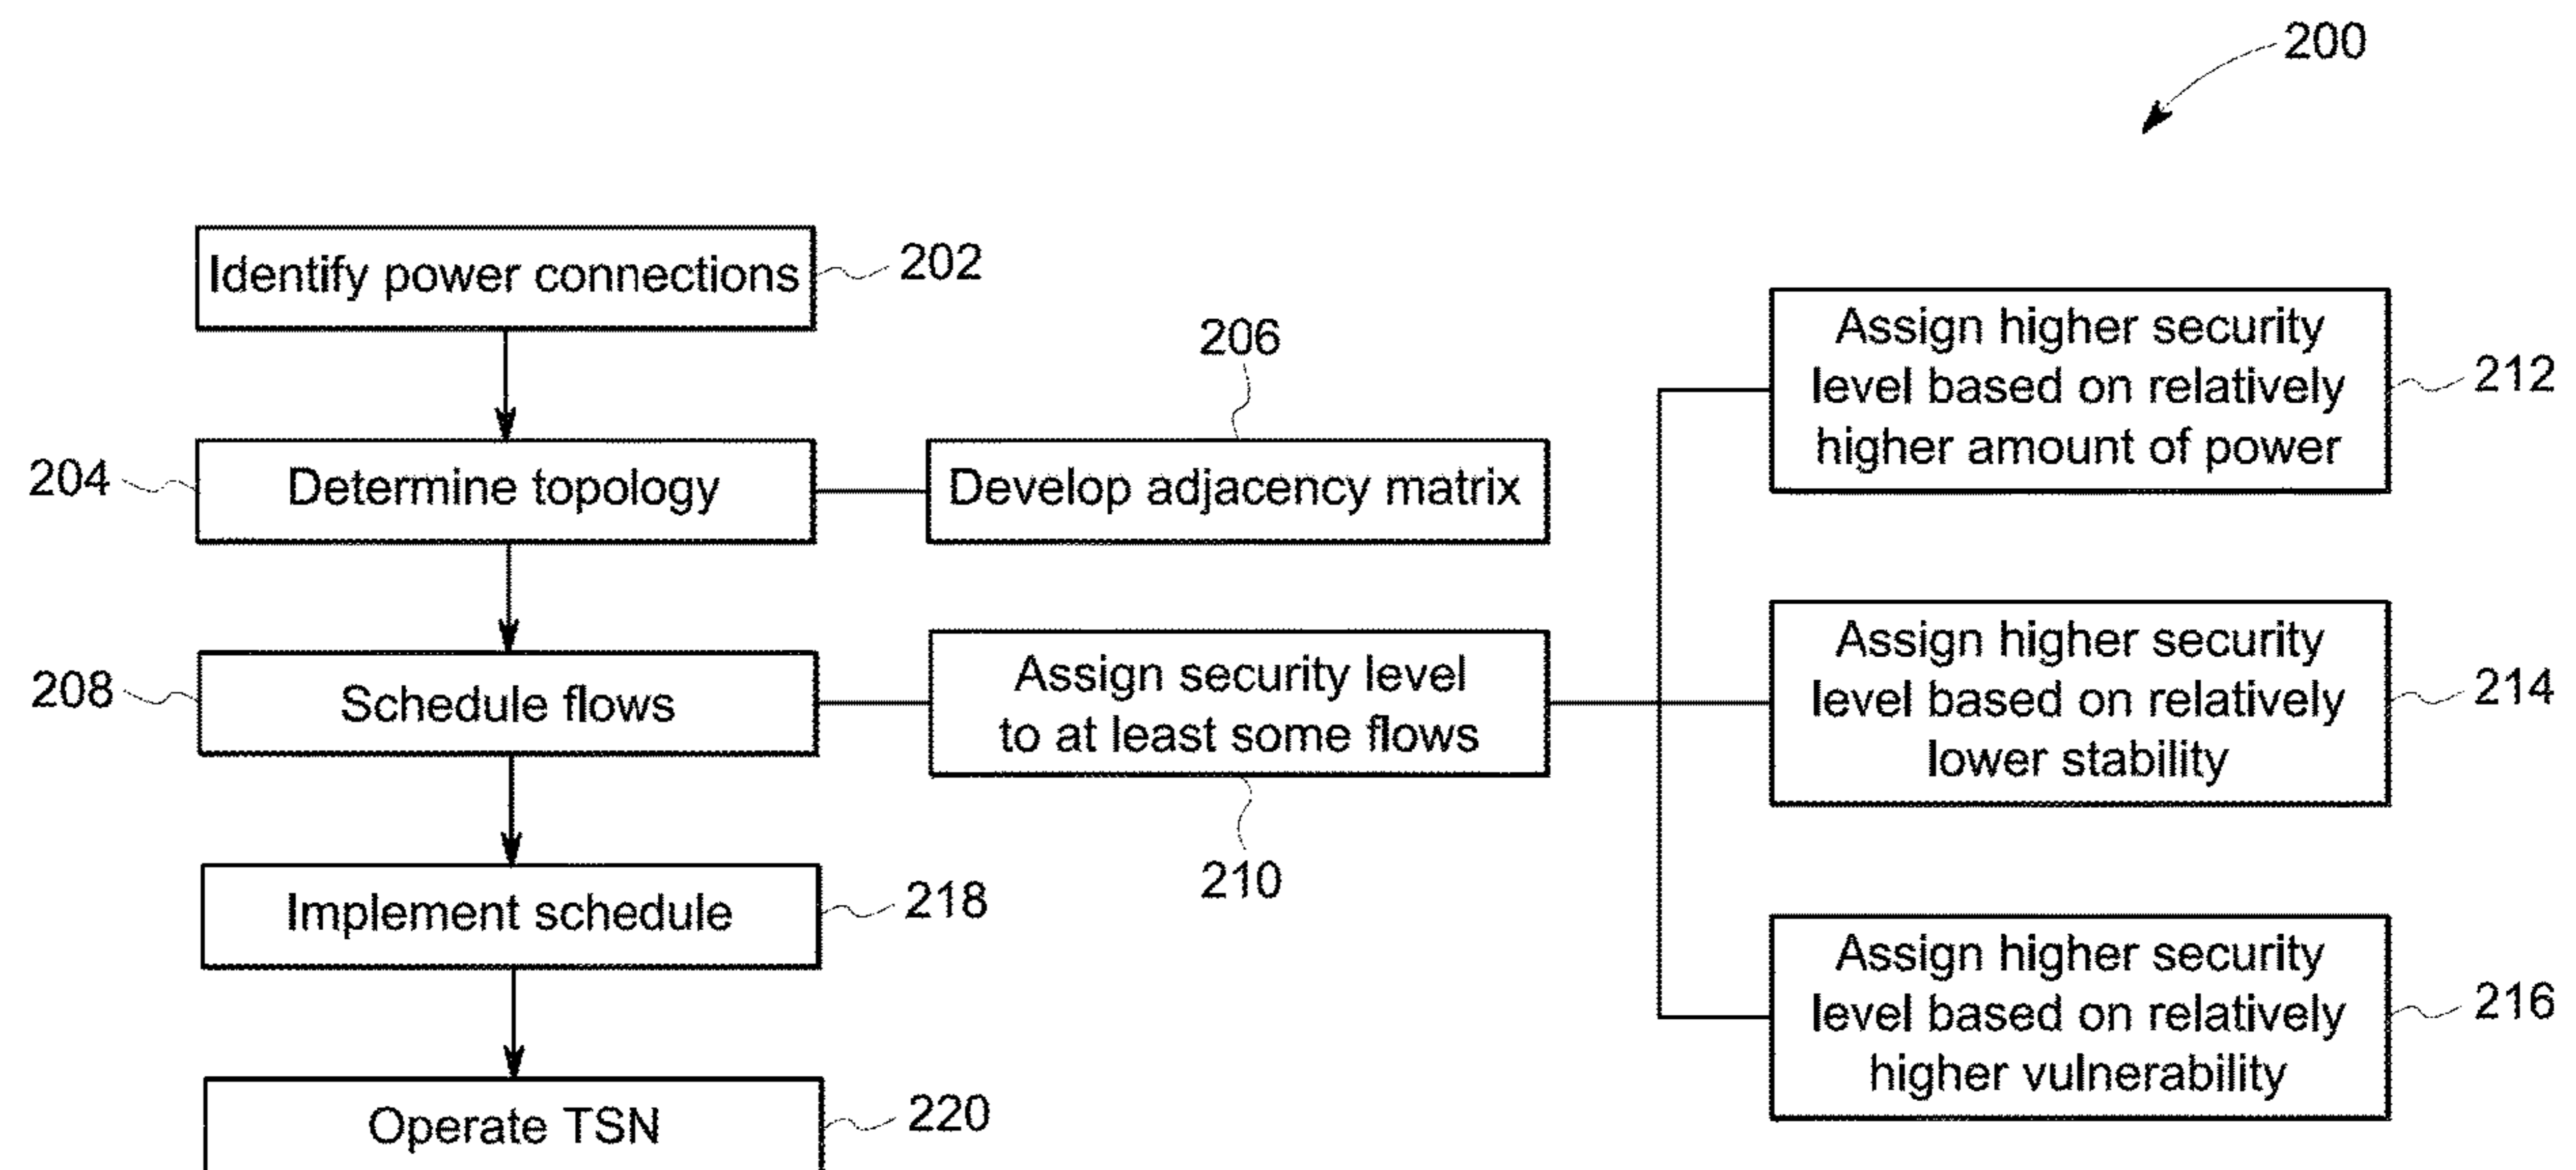 200
Identify power connections
202
206
Assign higher security
level based on relatively
higher amount of power
212
204
Determine topology
Develop adjacency matrix
208
Schedule flows
Assign security level
to at least some flows
210
Assign higher security
level based on relatively
lower stability
214
Implement schedule
218
Assign higher security
level based on relatively
higher vulnerability
216
Operate TSN
220